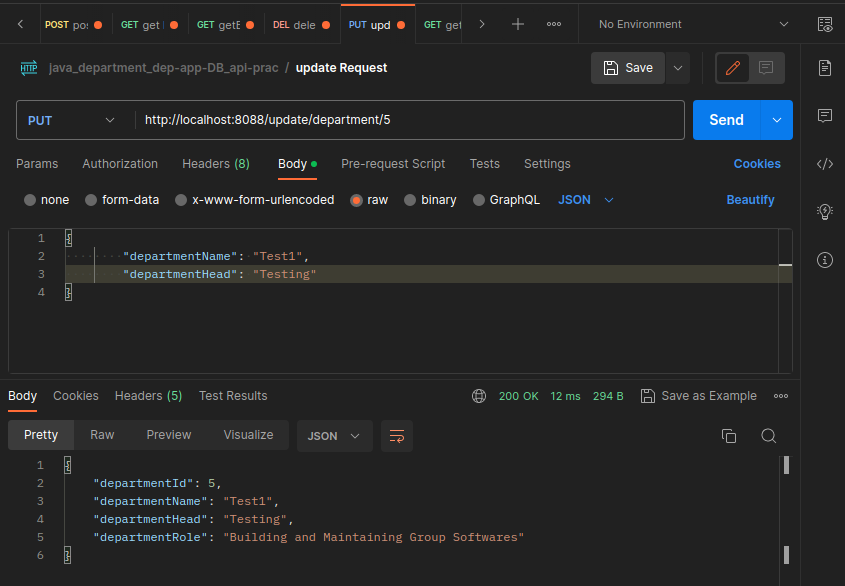 POST pos GET get GET getE DEL dele PUT upd GET get No Environment
HTTP java_department_dep-app-DB_api-prac / update Request Save
PUT http://localhost:8088/update/department/5 Send
Params Authorization Headers (8) Body Pre-request Script Tests Settings Cookies
none form-data x-www-form-urlencoded raw binary GraphQL JSON Beautify
1 {
2 "departmentName": "Test1",
3 "departmentHead": "Testing"
4 }
Body Cookies Headers (5) Test Results 200 OK 12 ms 294 B Save as Example
Pretty Raw Preview Visualize JSON
1 {
2 "departmentId": 5,
3 "departmentName": "Test1",
4 "departmentHead": "Testing",
5 "departmentRole": "Building and Maintaining Group Softwares"
6 }